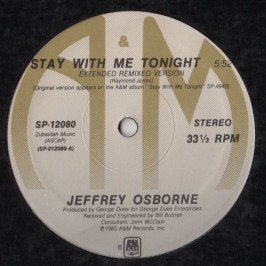 &
STAY WITH ME TONIGHT 5:52
EXTENDED REMIXED VERSION
(Raymond Jones)
(Original version appears on the A&M album "Stay With Me Tonight" SP-4940)
SP-12080 STEREO
Zubaidah Music
(ASCAP) 33⅓ RPM
(SP-012080-A)
JEFFREY OSBORNE
Produced by George Duke for George Duke Enterprises
Remixed and Engineered by Bill Bottrell
Consultant: John McClain
℗1983 A&M Records, Inc.
B A&M